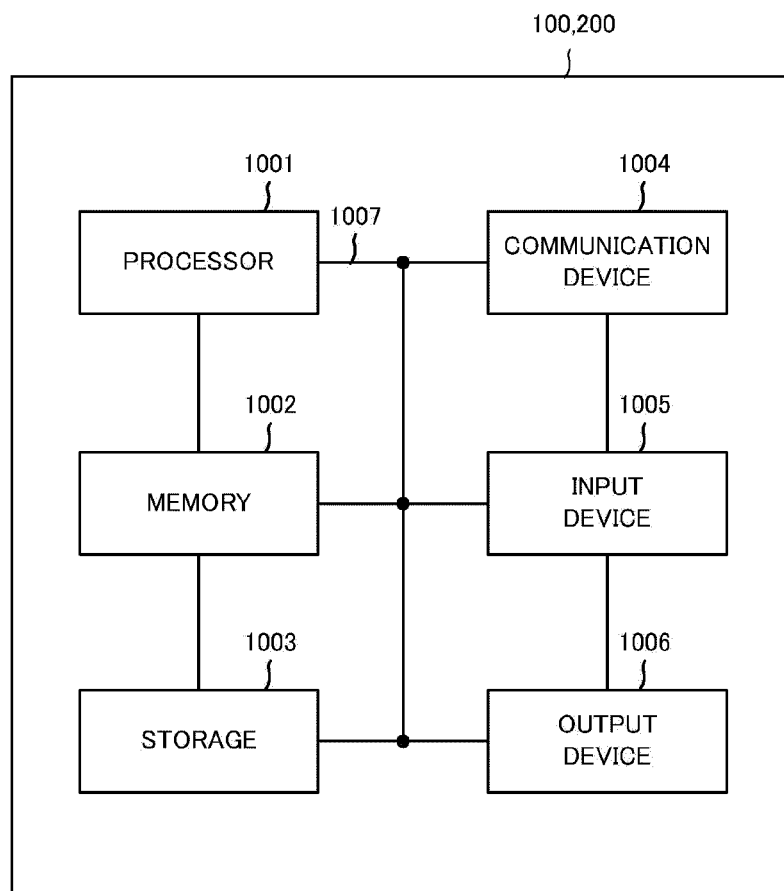 100,200
1001
1004
PROCESSOR
1007
COMMUNICATION
DEVICE
1002
1005
MEMORY
INPUT
DEVICE
1003
1006
STORAGE
OUTPUT
DEVICE